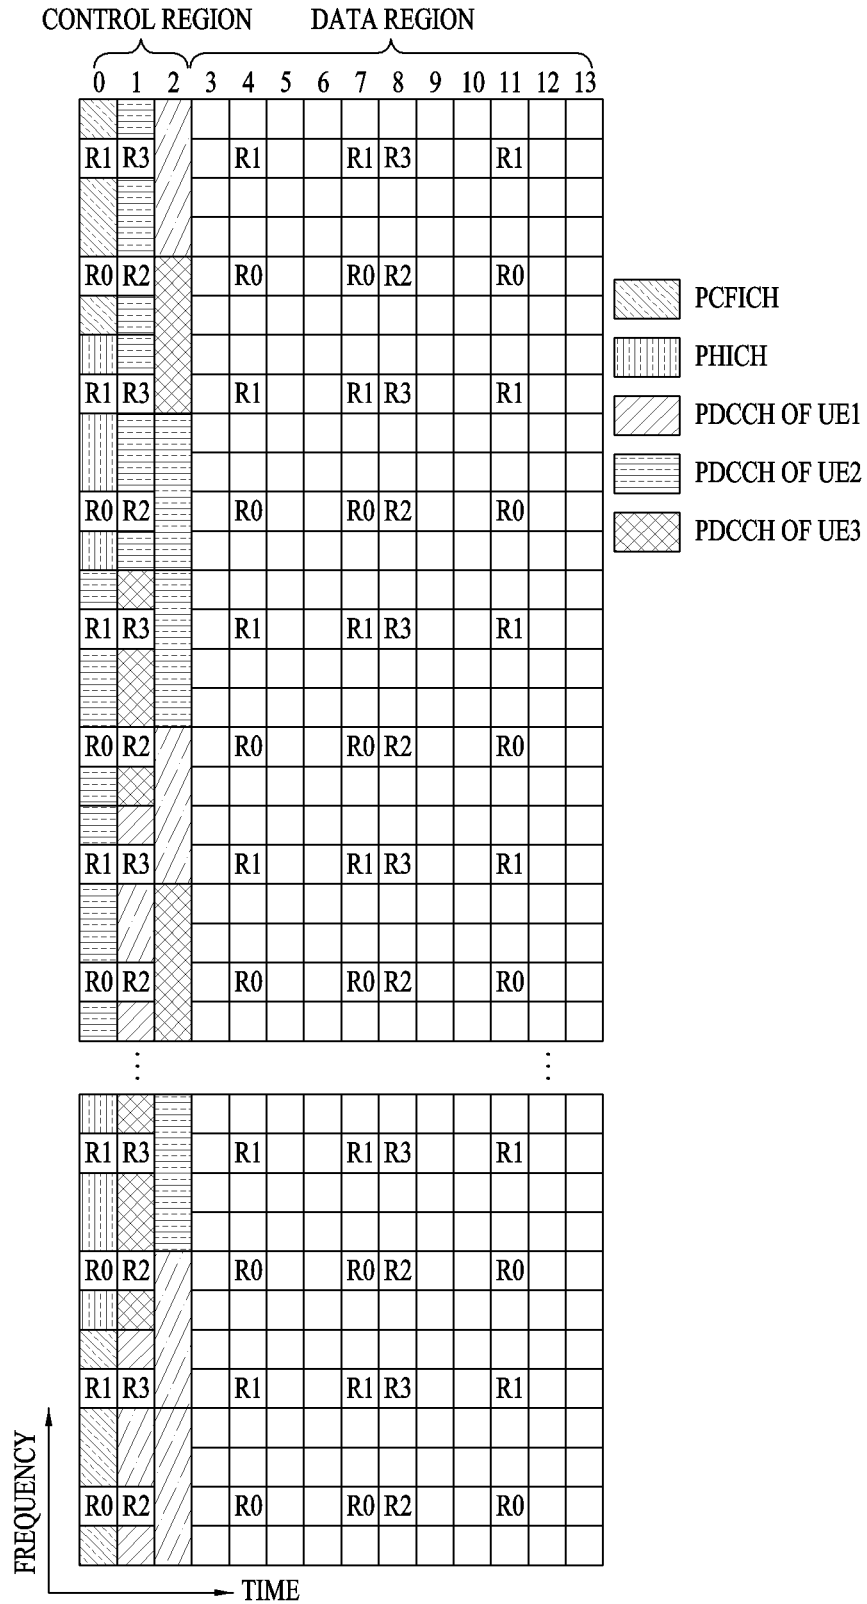 CONTROL REGION DATA REGION
0 1 2 3 4 5 6 7 8 9 10 11 12 13
R1 R3 R1 R1 R3 R1
R0 R2 R0 R0 R2 R0
PCFICH
PHICH
R1 R3 R1 R1 R3 R1
PDCCH OF UE1
PDCCH OF UE2
R0 R2 R0 R0 R2 R0
PDCCH OF UE3
R1 R3 R1 R1 R3 R1
R0 R2 R0 R0 R2 R0
R1 R3 R1 R1 R3 R1
R0 R2 R0 R0 R2 R0
R1 R3 R1 R1 R3 R1
R0 R2 R0 R0 R2 R0
R1 R3 R1 R1 R3 R1
R0 R2 R0 R0 R2 R0
FREQUENCY
TIME